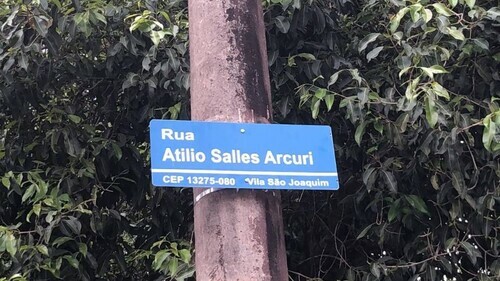 Rua
Atilio Salles Arcuri
CEP 13275-080 Vila São Joaquim